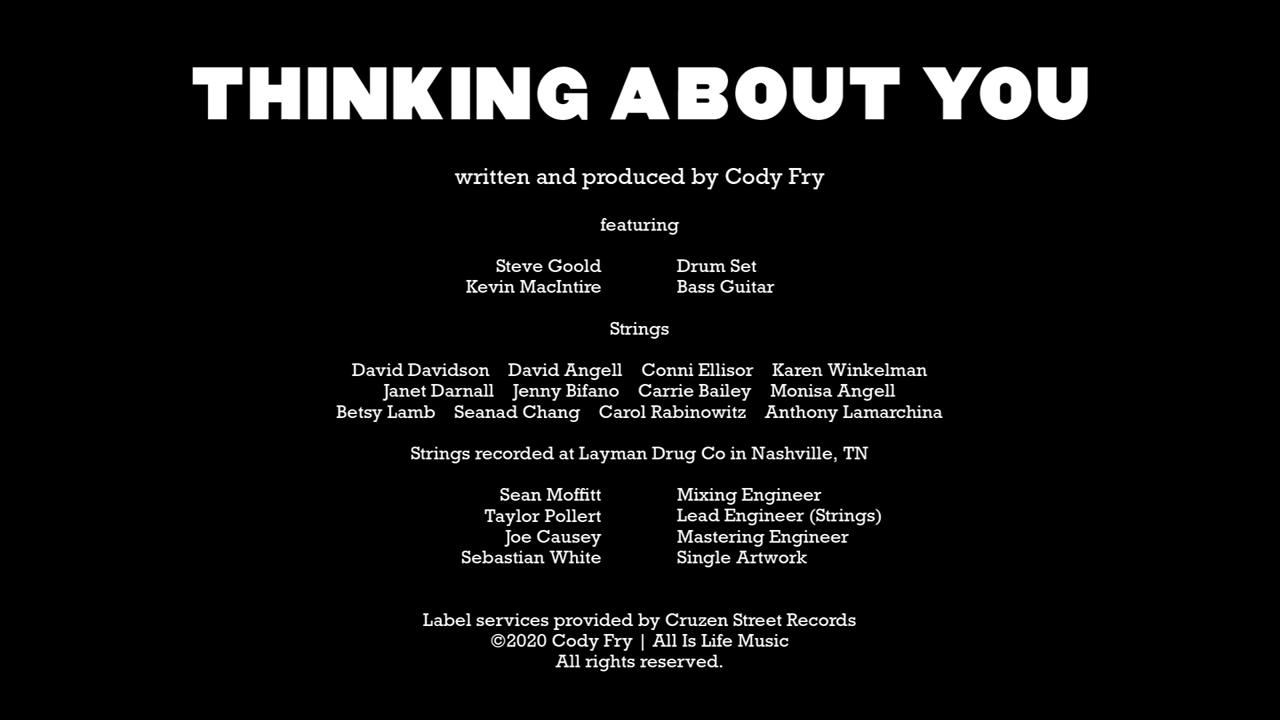 THINKING ABOUT YOU
written and produced by Cody Fry
featuring
Steve Goold Drum Set
Kevin MacIntire Bass Guitar
Strings
David Davidson David Angell Conni Ellisor Karen Winkelman
Janet Darnall Jenny Bifano Carrie Bailey Monisa Angell
Betsy Lamb Seanad Chang Carol Rabinowitz Anthony Lamarchina
Strings recorded at Layman Drug Co in Nashville, TN
Sean Moffitt Mixing Engineer
Taylor Pollert Lead Engineer (Strings)
Joe Causey Mastering Engineer
Sebastian White Single Artwork
Label services provided by Cruzen Street Records
©2020 Cody Fry | All Is Life Music
All rights reserved.